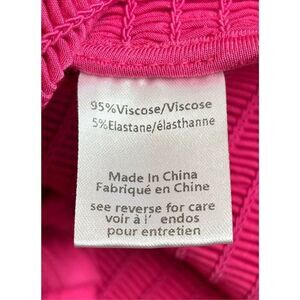 95%Viscose/Viscose
5%Elastane/élasthanne
Made In China
Fabriqué en Chine
see reverse for care
voir à l' endos
pour entretien